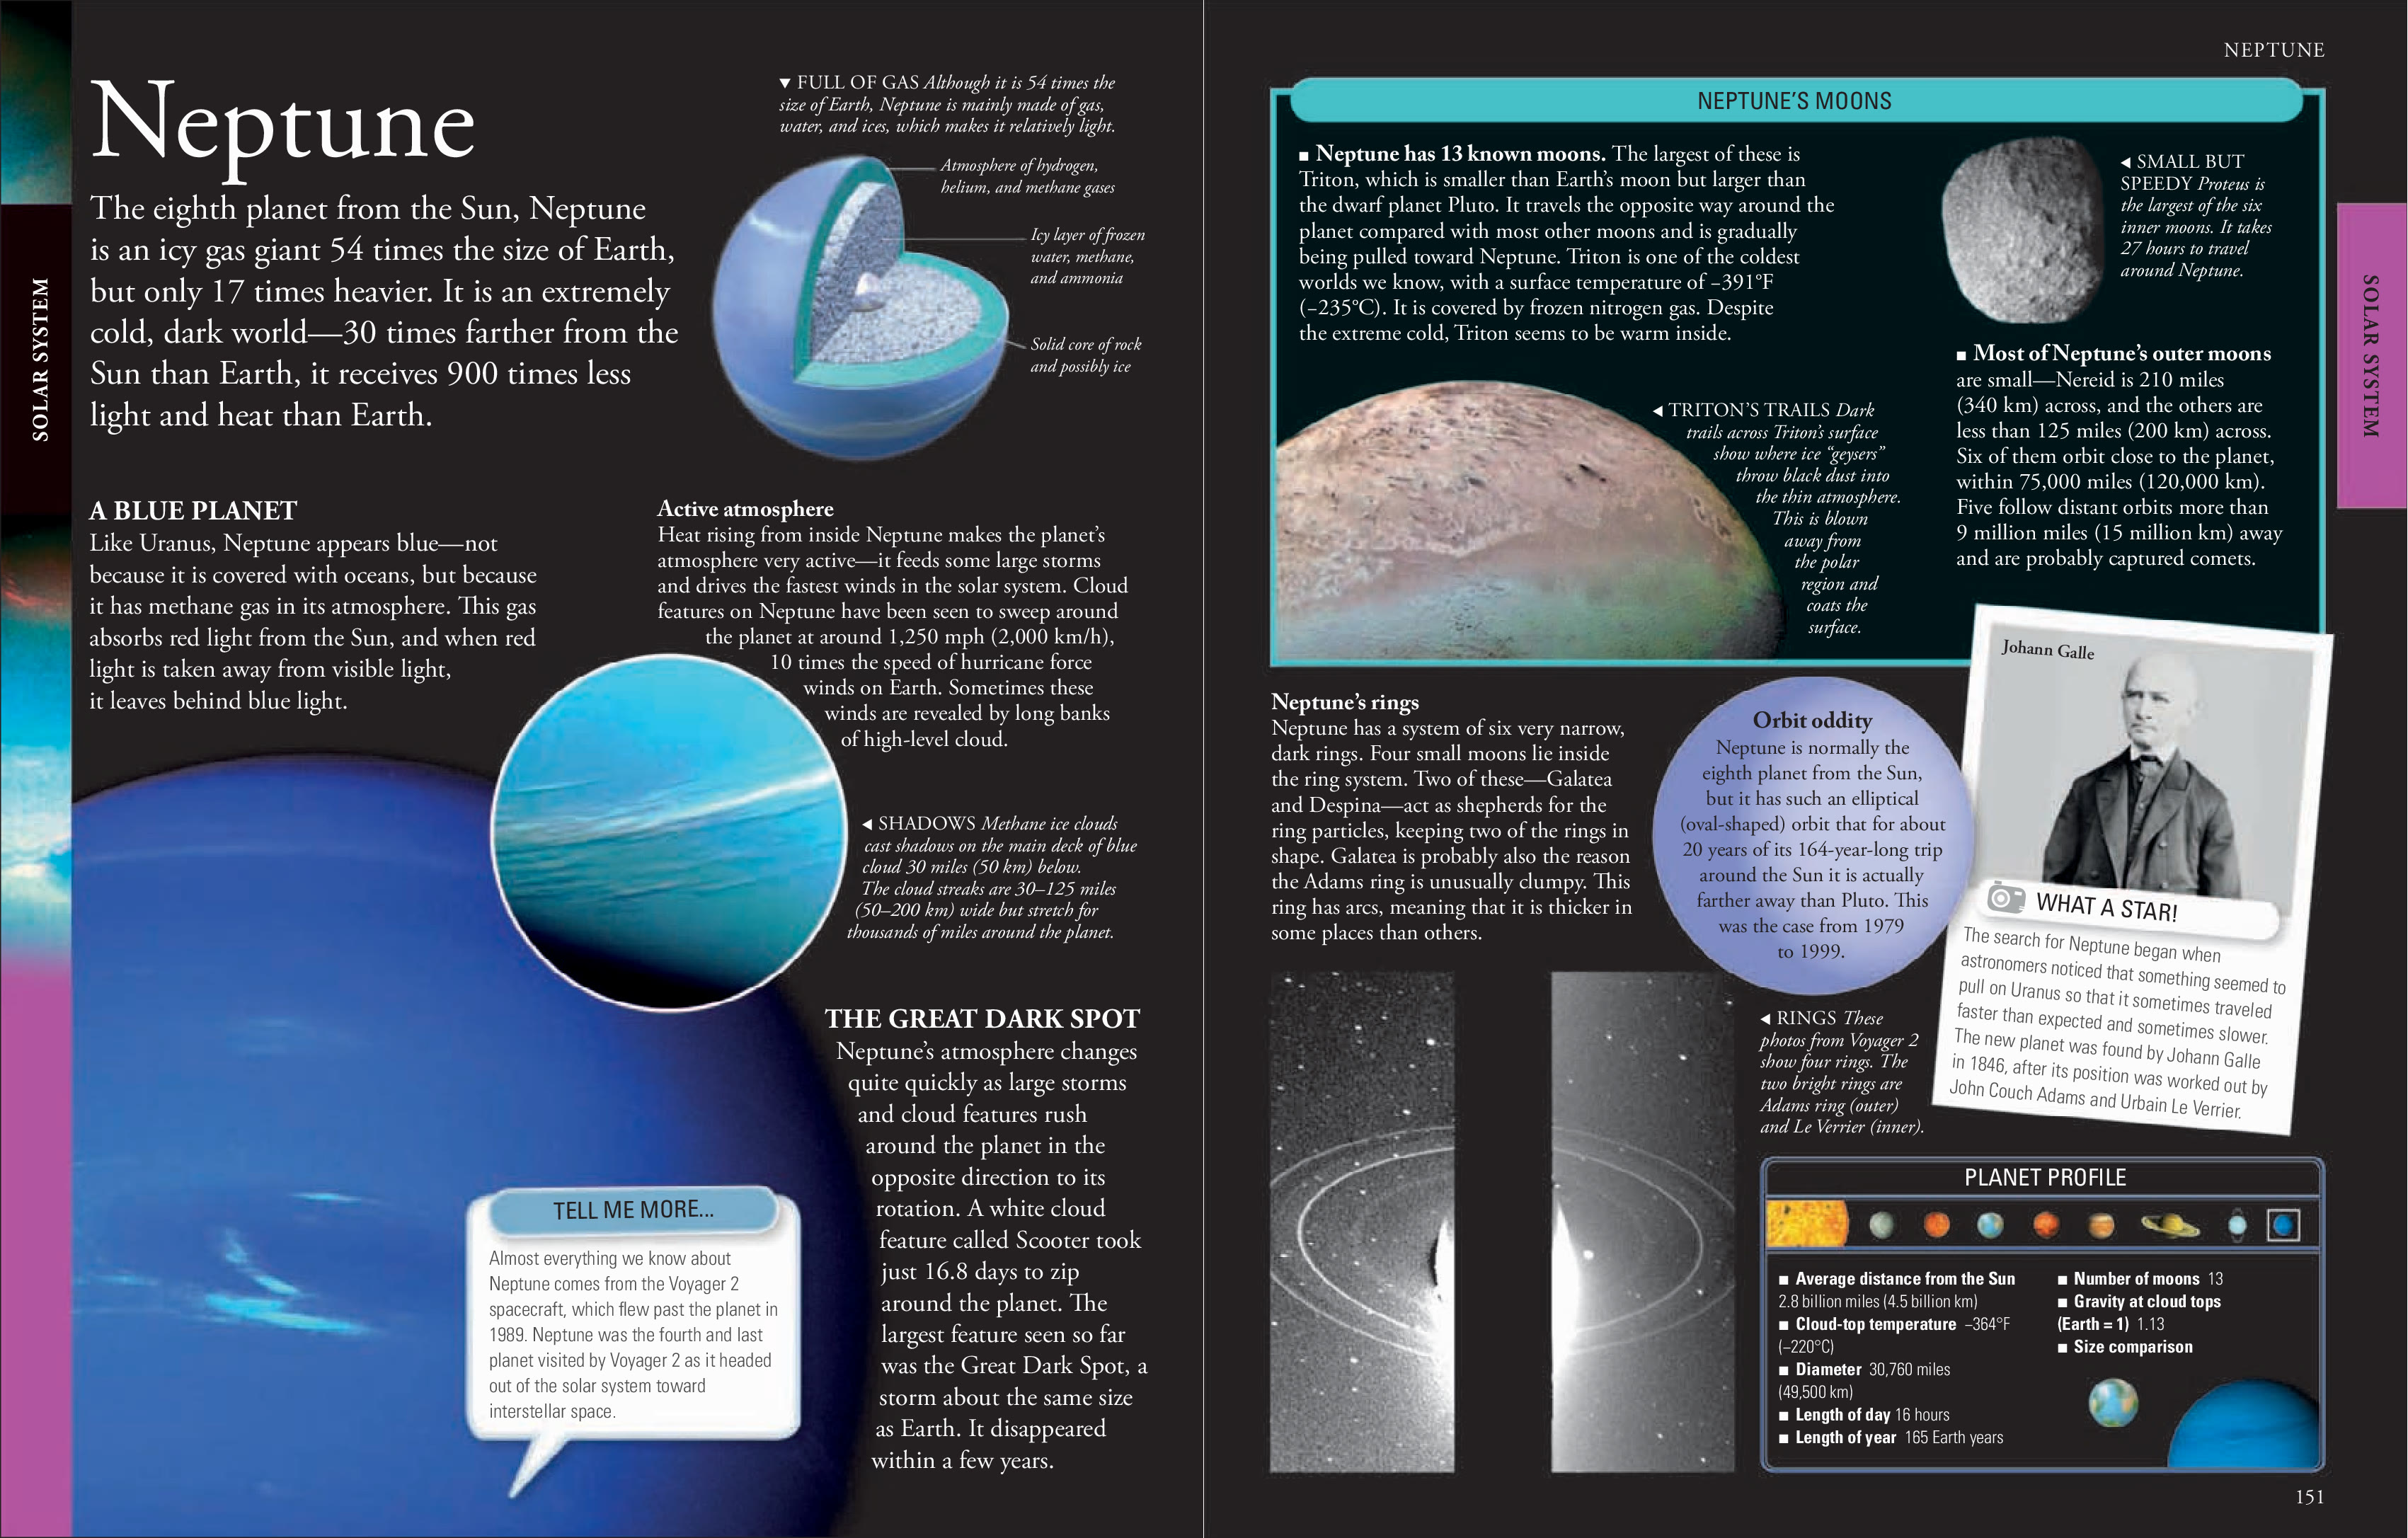 Neptune
The eighth planet from the Sun, Neptune
is an icy gas giant 54 times the size of Earth,
but only 17 times heavier. It is an extremely
cold, dark world—30 times farther from the
Sun than Earth, it receives 900 times less
light and heat than Earth.
▼ FULL OF GAS Although it is 54 times the
size of Earth, Neptune is mainly made of gas,
water, and ices, which makes it relatively light.
Atmosphere of hydrogen,
helium, and methane gases
Icy layer of frozen
water, methane,
and ammonia
Solid core of rock
and possibly ice
SOLAR SYSTEM
A BLUE PLANET
Like Uranus, Neptune appears blue—not
because it is covered with oceans, but because
it has methane gas in its atmosphere. This gas
absorbs red light from the Sun, and when red
light is taken away from visible light,
it leaves behind blue light.
Active atmosphere
Heat rising from inside Neptune makes the planet's
atmosphere very active—it feeds some large storms
and drives the fastest winds in the solar system. Cloud
features on Neptune have been seen to sweep around
the planet at around 1,250 mph (2,000 km/h),
10 times the speed of hurricane force
winds on Earth. Sometimes these
winds are revealed by long banks
of high-level cloud.
◄ SHADOWS Methane ice clouds
cast shadows on the main deck of blue
cloud 30 miles (50 km) below.
The cloud streaks are 30–125 miles
(50–200 km) wide but stretch for
thousands of miles around the planet.
THE GREAT DARK SPOT
Neptune's atmosphere changes
quite quickly as large storms
and cloud features rush
around the planet in the
opposite direction to its
rotation. A white cloud
feature called Scooter took
just 16.8 days to zip
around the planet. The
largest feature seen so far
was the Great Dark Spot, a
storm about the same size
as Earth. It disappeared
within a few years.
TELL ME MORE...
Almost everything we know about
Neptune comes from the Voyager 2
spacecraft, which flew past the planet in
1989. Neptune was the fourth and last
planet visited by Voyager 2 as it headed
out of the solar system toward
interstellar space.
NEPTUNE
NEPTUNE'S MOONS
■ Neptune has 13 known moons. The largest of these is
Triton, which is smaller than Earth's moon but larger than
the dwarf planet Pluto. It travels the opposite way around the
planet compared with most other moons and is gradually
being pulled toward Neptune. Triton is one of the coldest
worlds we know, with a surface temperature of –391°F
(–235°C). It is covered by frozen nitrogen gas. Despite
the extreme cold, Triton seems to be warm inside.
◄ SMALL BUT
SPEEDY Proteus is
the largest of the six
inner moons. It takes
27 hours to travel
around Neptune.
◄ TRITON'S TRAILS Dark
trails across Triton's surface
show where ice “geysers”
throw black dust into
the thin atmosphere.
This is blown
away from
the polar
region and
coats the
surface.
■ Most of Neptune's outer moons
are small—Nereid is 210 miles
(340 km) across, and the others are
less than 125 miles (200 km) across.
Six of them orbit close to the planet,
within 75,000 miles (120,000 km).
Five follow distant orbits more than
9 million miles (15 million km) away
and are probably captured comets.
SOLAR SYSTEM
Neptune's rings
Neptune has a system of six very narrow,
dark rings. Four small moons lie inside
the ring system. Two of these—Galatea
and Despina—act as shepherds for the
ring particles, keeping two of the rings in
shape. Galatea is probably also the reason
the Adams ring is unusually clumpy. This
ring has arcs, meaning that it is thicker in
some places than others.
Orbit oddity
Neptune is normally the
eighth planet from the Sun,
but it has such an elliptical
(oval-shaped) orbit that for about
20 years of its 164-year-long trip
around the Sun it is actually
farther away than Pluto. This
was the case from 1979
to 1999.
Johann Galle
WHAT A STAR!
The search for Neptune began when
astronomers noticed that something seemed to
pull on Uranus so that it sometimes traveled
faster than expected and sometimes slower.
The new planet was found by Johann Galle
in 1846, after its position was worked out by
John Couch Adams and Urbain Le Verrier.
◄ RINGS These
photos from Voyager 2
show four rings. The
two bright rings are
Adams ring (outer)
and Le Verrier (inner).
PLANET PROFILE
■ Average distance from the Sun
2.8 billion miles (4.5 billion km)
■ Cloud-top temperature –364°F
(–220°C)
■ Diameter 30,760 miles
(49,500 km)
■ Length of day 16 hours
■ Length of year 165 Earth years
■ Number of moons 13
■ Gravity at cloud tops
(Earth = 1) 1.13
■ Size comparison
151